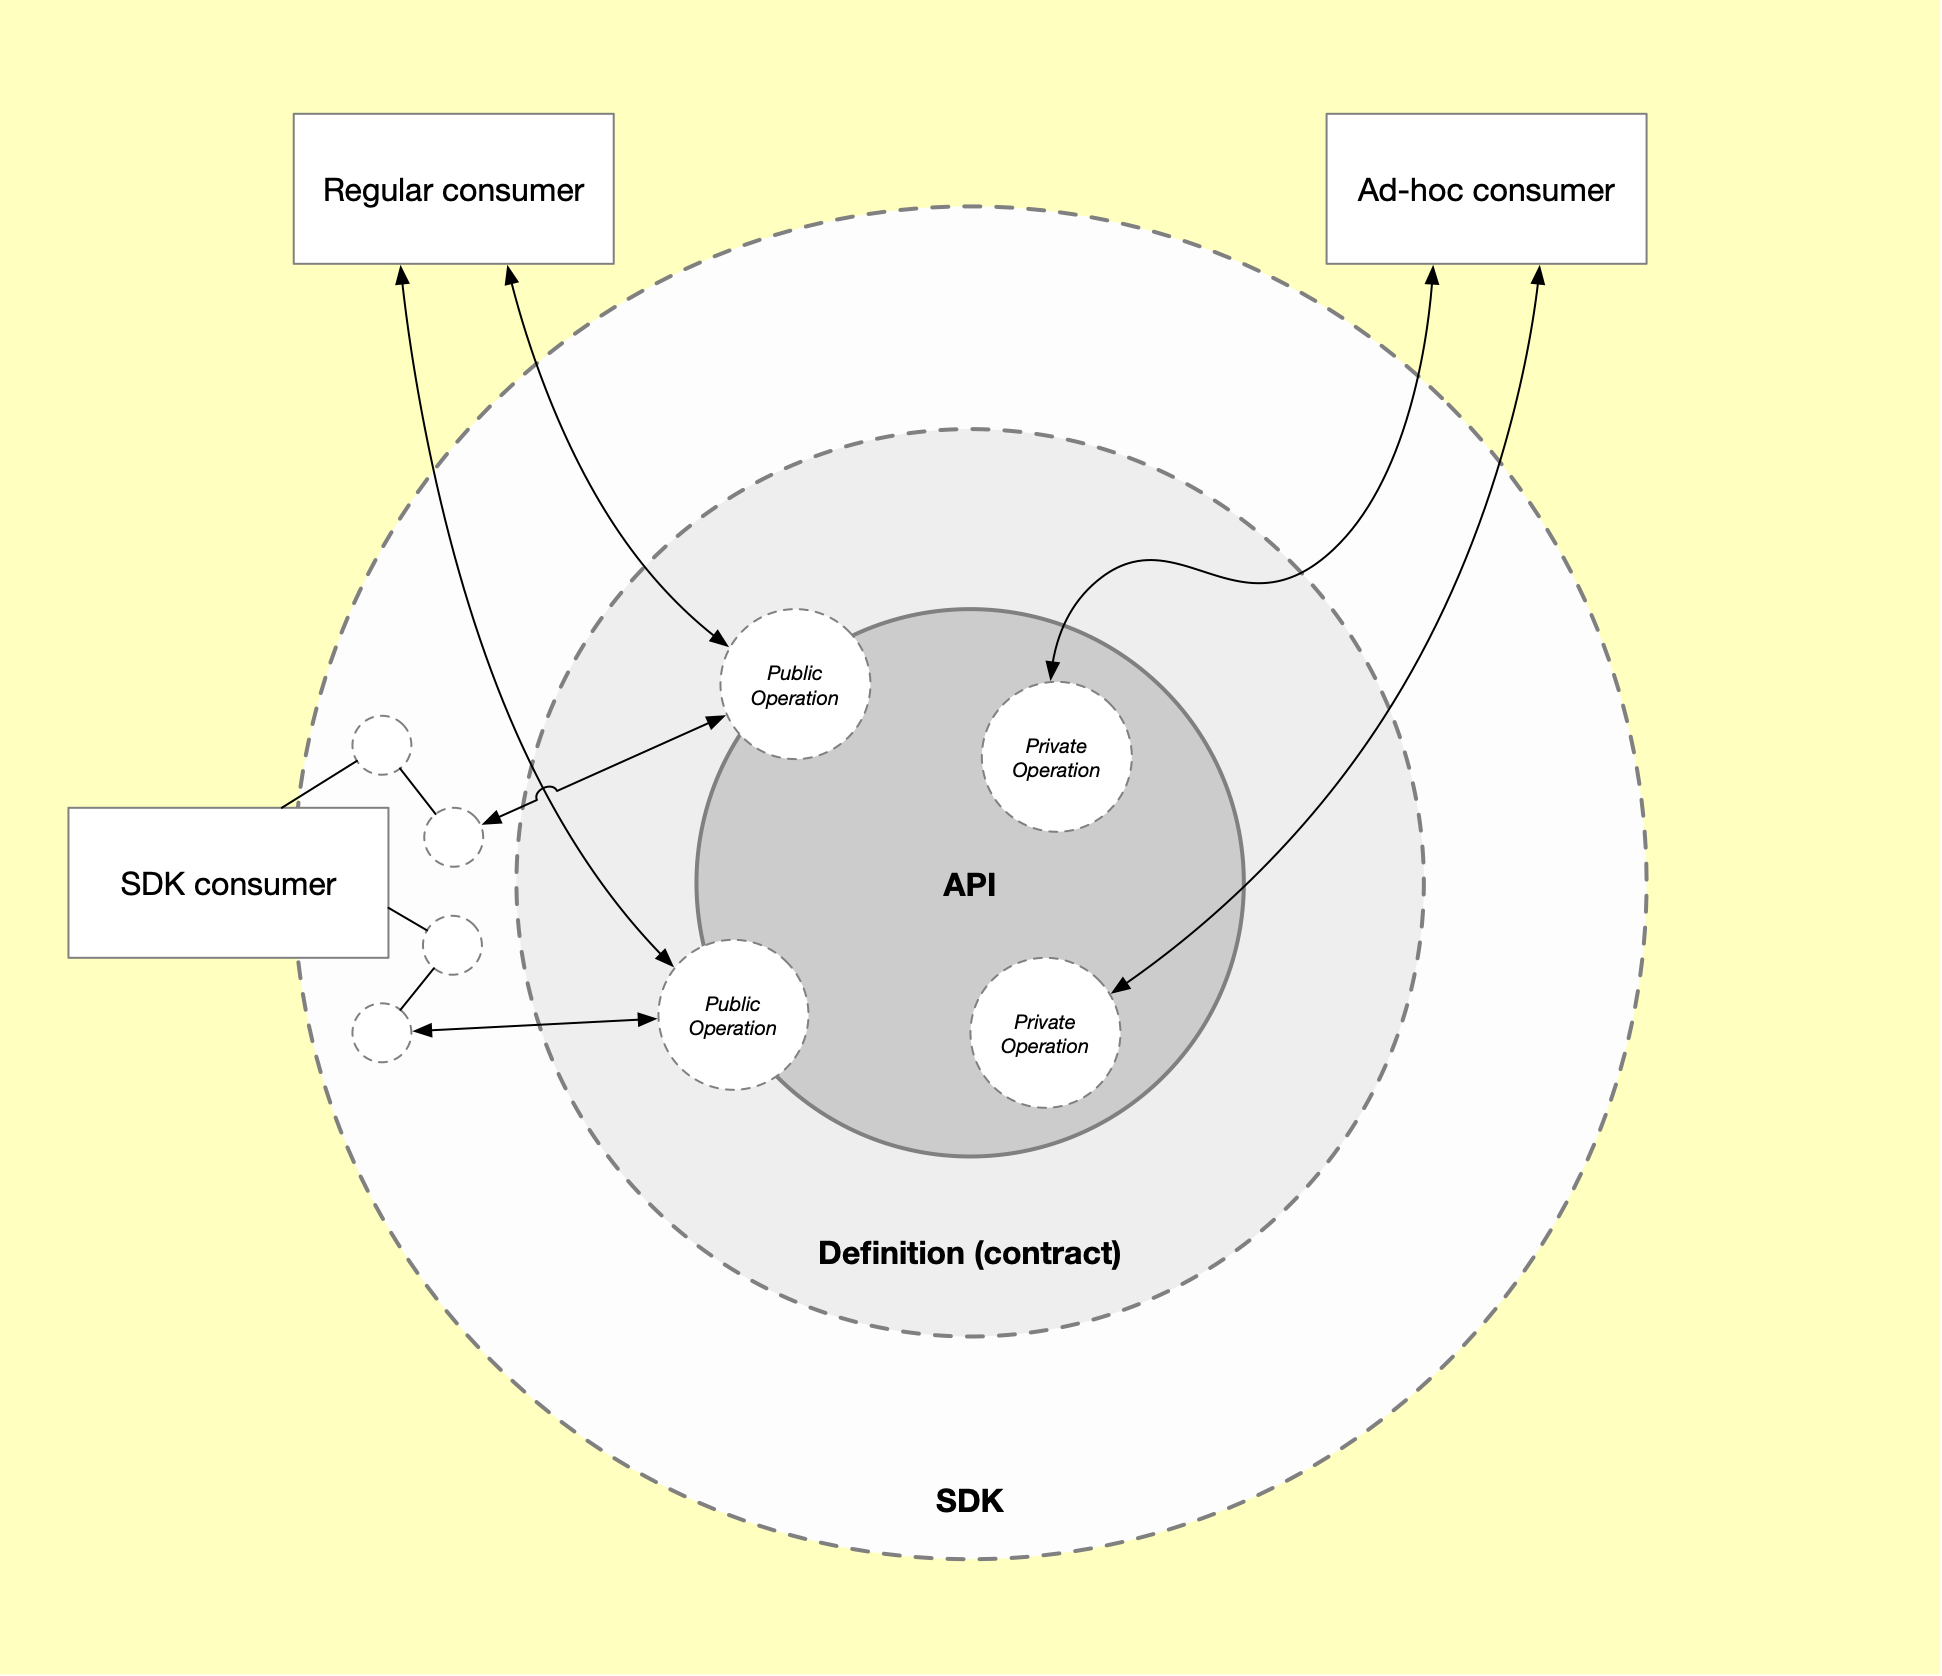 Regular consumer
Ad-hoc consumer
Public
Operation
Private
Operation
SDK consumer
API
Public
Operation
Private
Operation
Definition (contract)
SDK